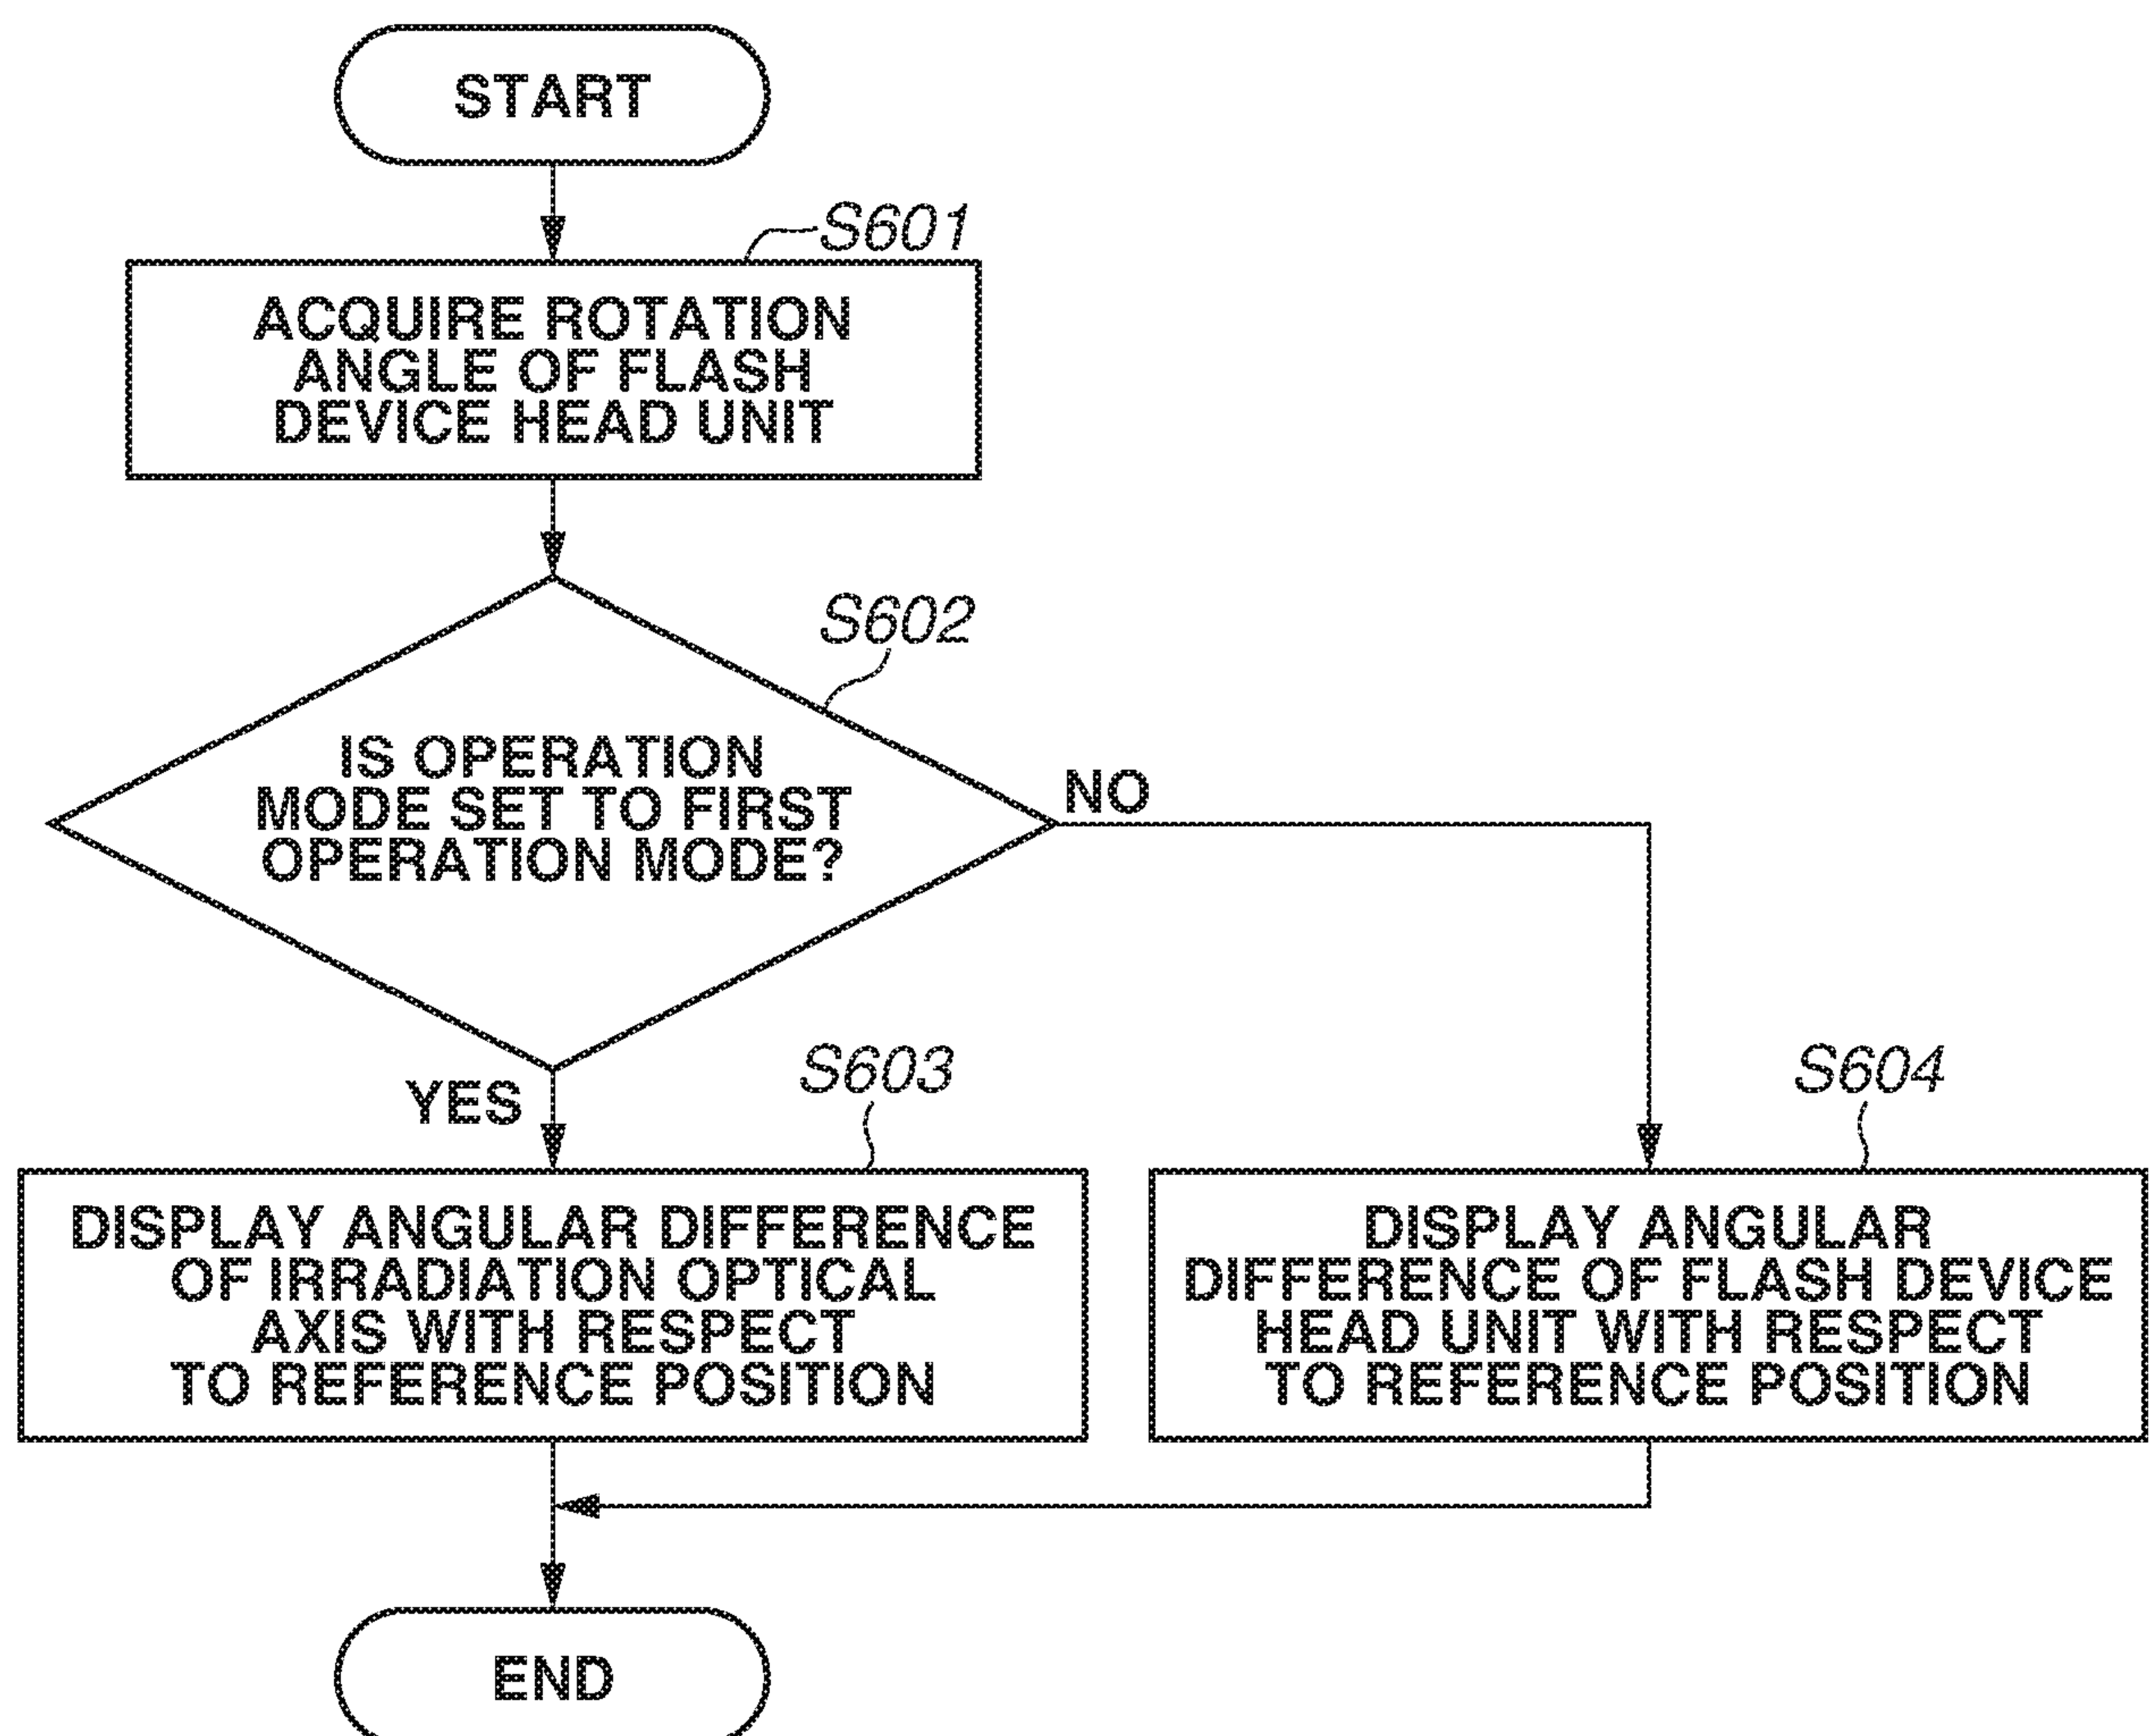 START
S601
ACQUIRE ROTATION
ANGLE OF FLASH
DEVICE HEAD UNIT
S602
IS OPERATION
MODE SET TO FIRST
OPERATION MODE?
NO
YES
S603
DISPLAY ANGULAR DIFFERENCE
OF IRRADIATION OPTICAL
AXIS WITH RESPECT
TO REFERENCE POSITION
S604
DISPLAY ANGULAR
DIFFERENCE OF FLASH DEVICE
HEAD UNIT WITH RESPECT
TO REFERENCE POSITION
END